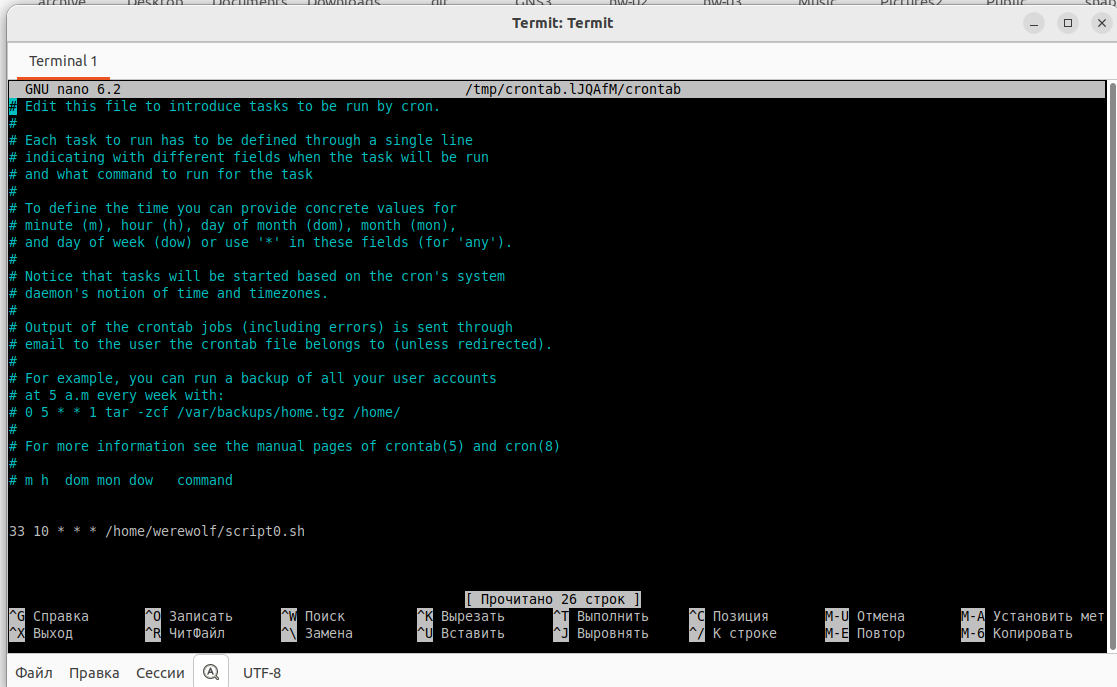 archive Desktop Documents Downloads dir GNS3 hw-02 hw-03 Music Pictures2 Public snap
Termit: Termit
Terminal 1
GNU nano 6.2 /tmp/crontab.lJQAfM/crontab
# Edit this file to introduce tasks to be run by cron.
#
# Each task to run has to be defined through a single line
# indicating with different fields when the task will be run
# and what command to run for the task
#
# To define the time you can provide concrete values for
# minute (m), hour (h), day of month (dom), month (mon),
# and day of week (dow) or use '*' in these fields (for 'any').
#
# Notice that tasks will be started based on the cron's system
# daemon's notion of time and timezones.
#
# Output of the crontab jobs (including errors) is sent through
# email to the user the crontab file belongs to (unless redirected).
#
# For example, you can run a backup of all your user accounts
# at 5 a.m every week with:
# 0 5 * * 1 tar -zcf /var/backups/home.tgz /home/
#
# For more information see the manual pages of crontab(5) and cron(8)
#
# m h  dom mon dow   command
33 10 * * * /home/werewolf/script0.sh
[ Прочитано 26 строк ]
^G Справка ^O Записать ^W Поиск ^K Вырезать ^T Выполнить ^C Позиция M-U Отмена M-A Установить мет
^X Выход ^R ЧитФайл ^\ Замена ^U Вставить ^J Выровнять ^/ К строке M-E Повтор M-6 Копировать
Файл Правка Сессии UTF-8